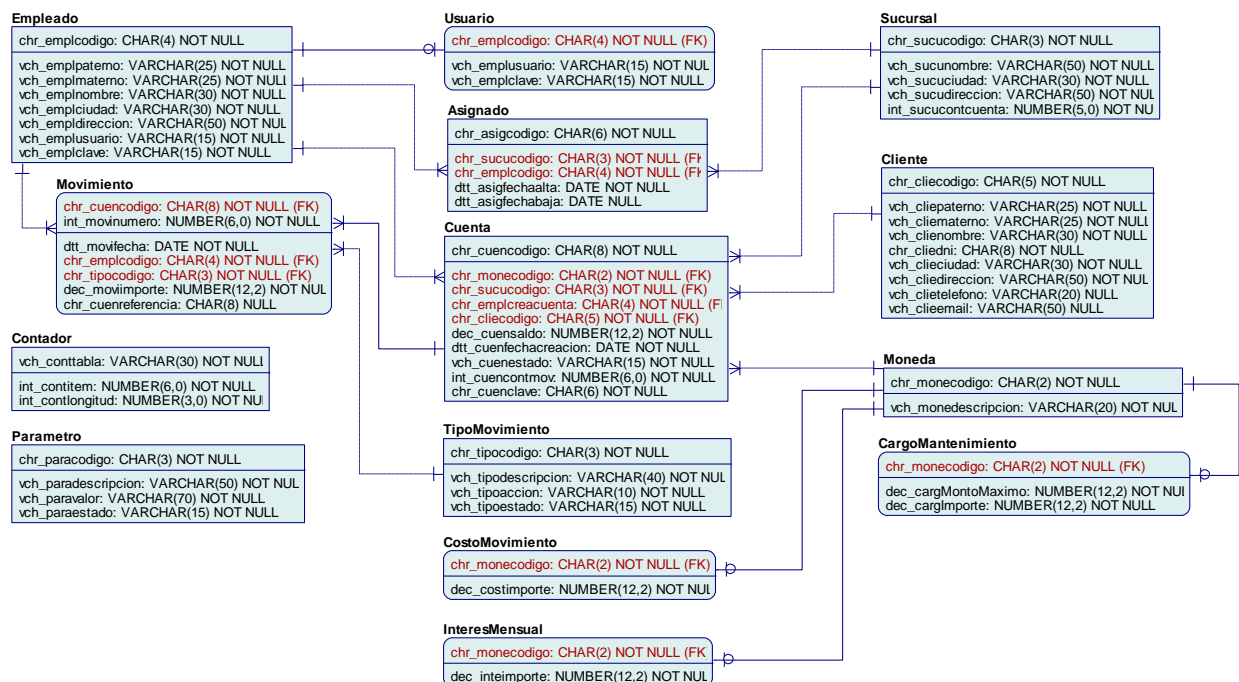 Empleado
chr_emplcodigo: CHAR(4) NOT NULL
vch_emplpaterno: VARCHAR(25) NOT NULL
vch_emplmaterno: VARCHAR(25) NOT NULL
vch_emplnombre: VARCHAR(30) NOT NULL
vch_emplciudad: VARCHAR(30) NOT NULL
vch_empldireccion: VARCHAR(50) NOT NUL
vch_emplusuario: VARCHAR(15) NOT NULL
vch_emplclave: VARCHAR(15) NOT NULL
Usuario
chr_emplcodigo: CHAR(4) NOT NULL (FK)
vch_emplusuario: VARCHAR(15) NOT NUL
vch_emplclave: VARCHAR(15) NOT NULL
Sucursal
chr_sucucodigo: CHAR(3) NOT NULL
vch_sucunombre: VARCHAR(50) NOT NULL
vch_sucuciudad: VARCHAR(30) NOT NULL
vch_sucudireccion: VARCHAR(50) NOT NUL
int_sucucontcuenta: NUMBER(5,0) NOT NU
Asignado
chr_asigcodigo: CHAR(6) NOT NULL
chr_sucucodigo: CHAR(3) NOT NULL (FK
chr_emplcodigo: CHAR(4) NOT NULL (FK
dtt_asigfechaalta: DATE NOT NULL
dtt_asigfechabaja: DATE NULL
Movimiento
chr_cuencodigo: CHAR(8) NOT NULL (FK)
int_movinumero: NUMBER(6,0) NOT NULL
dtt_movifecha: DATE NOT NULL
chr_emplcodigo: CHAR(4) NOT NULL (FK)
chr_tipocodigo: CHAR(3) NOT NULL (FK)
dec_moviimporte: NUMBER(12,2) NOT NUL
chr_cuenreferencia: CHAR(8) NULL
Cliente
chr_cliecodigo: CHAR(5) NOT NULL
vch_cliepaterno: VARCHAR(25) NOT NULL
vch_cliematerno: VARCHAR(25) NOT NULL
vch_clienombre: VARCHAR(30) NOT NULL
chr_cliedni: CHAR(8) NOT NULL
vch_clieciudad: VARCHAR(30) NOT NULL
vch_cliedireccion: VARCHAR(50) NOT NUL
vch_clietelefono: VARCHAR(20) NULL
vch_clieemail: VARCHAR(50) NULL
Cuenta
chr_cuencodigo: CHAR(8) NOT NULL
chr_monecodigo: CHAR(2) NOT NULL (FK)
chr_sucucodigo: CHAR(3) NOT NULL (FK)
chr_emplcreacuenta: CHAR(4) NOT NULL (F
chr_cliecodigo: CHAR(5) NOT NULL (FK)
dec_cuensaldo: NUMBER(12,2) NOT NULL
dtt_cuenfechacreacion: DATE NOT NULL
vch_cuenestado: VARCHAR(15) NOT NULL
int_cuencontmov: NUMBER(6,0) NOT NULL
chr_cuenclave: CHAR(6) NOT NULL
Contador
vch_conttabla: VARCHAR(30) NOT NULL
int_contitem: NUMBER(6,0) NOT NULL
int_contlongitud: NUMBER(3,0) NOT NUL
Moneda
chr_monecodigo: CHAR(2) NOT NULL
vch_monedescripcion: VARCHAR(20) NOT NUL
Parametro
chr_paracodigo: CHAR(3) NOT NULL
vch_paradescripcion: VARCHAR(50) NOT NUL
vch_paravalor: VARCHAR(70) NOT NULL
vch_paraestado: VARCHAR(15) NOT NULL
TipoMovimiento
chr_tipocodigo: CHAR(3) NOT NULL
vch_tipodescripcion: VARCHAR(40) NOT NUL
vch_tipoaccion: VARCHAR(10) NOT NULL
vch_tipoestado: VARCHAR(15) NOT NULL
CargoMantenimiento
chr_monecodigo: CHAR(2) NOT NULL (FK)
dec_cargMontoMaximo: NUMBER(12,2) NOT NUL
dec_cargImporte: NUMBER(12,2) NOT NULL
CostoMovimiento
chr_monecodigo: CHAR(2) NOT NULL (FK)
dec_costimporte: NUMBER(12,2) NOT NUL
InteresMensual
chr_monecodigo: CHAR(2) NOT NULL (FK
dec_inteimporte: NUMBER(12,2) NOT NUL